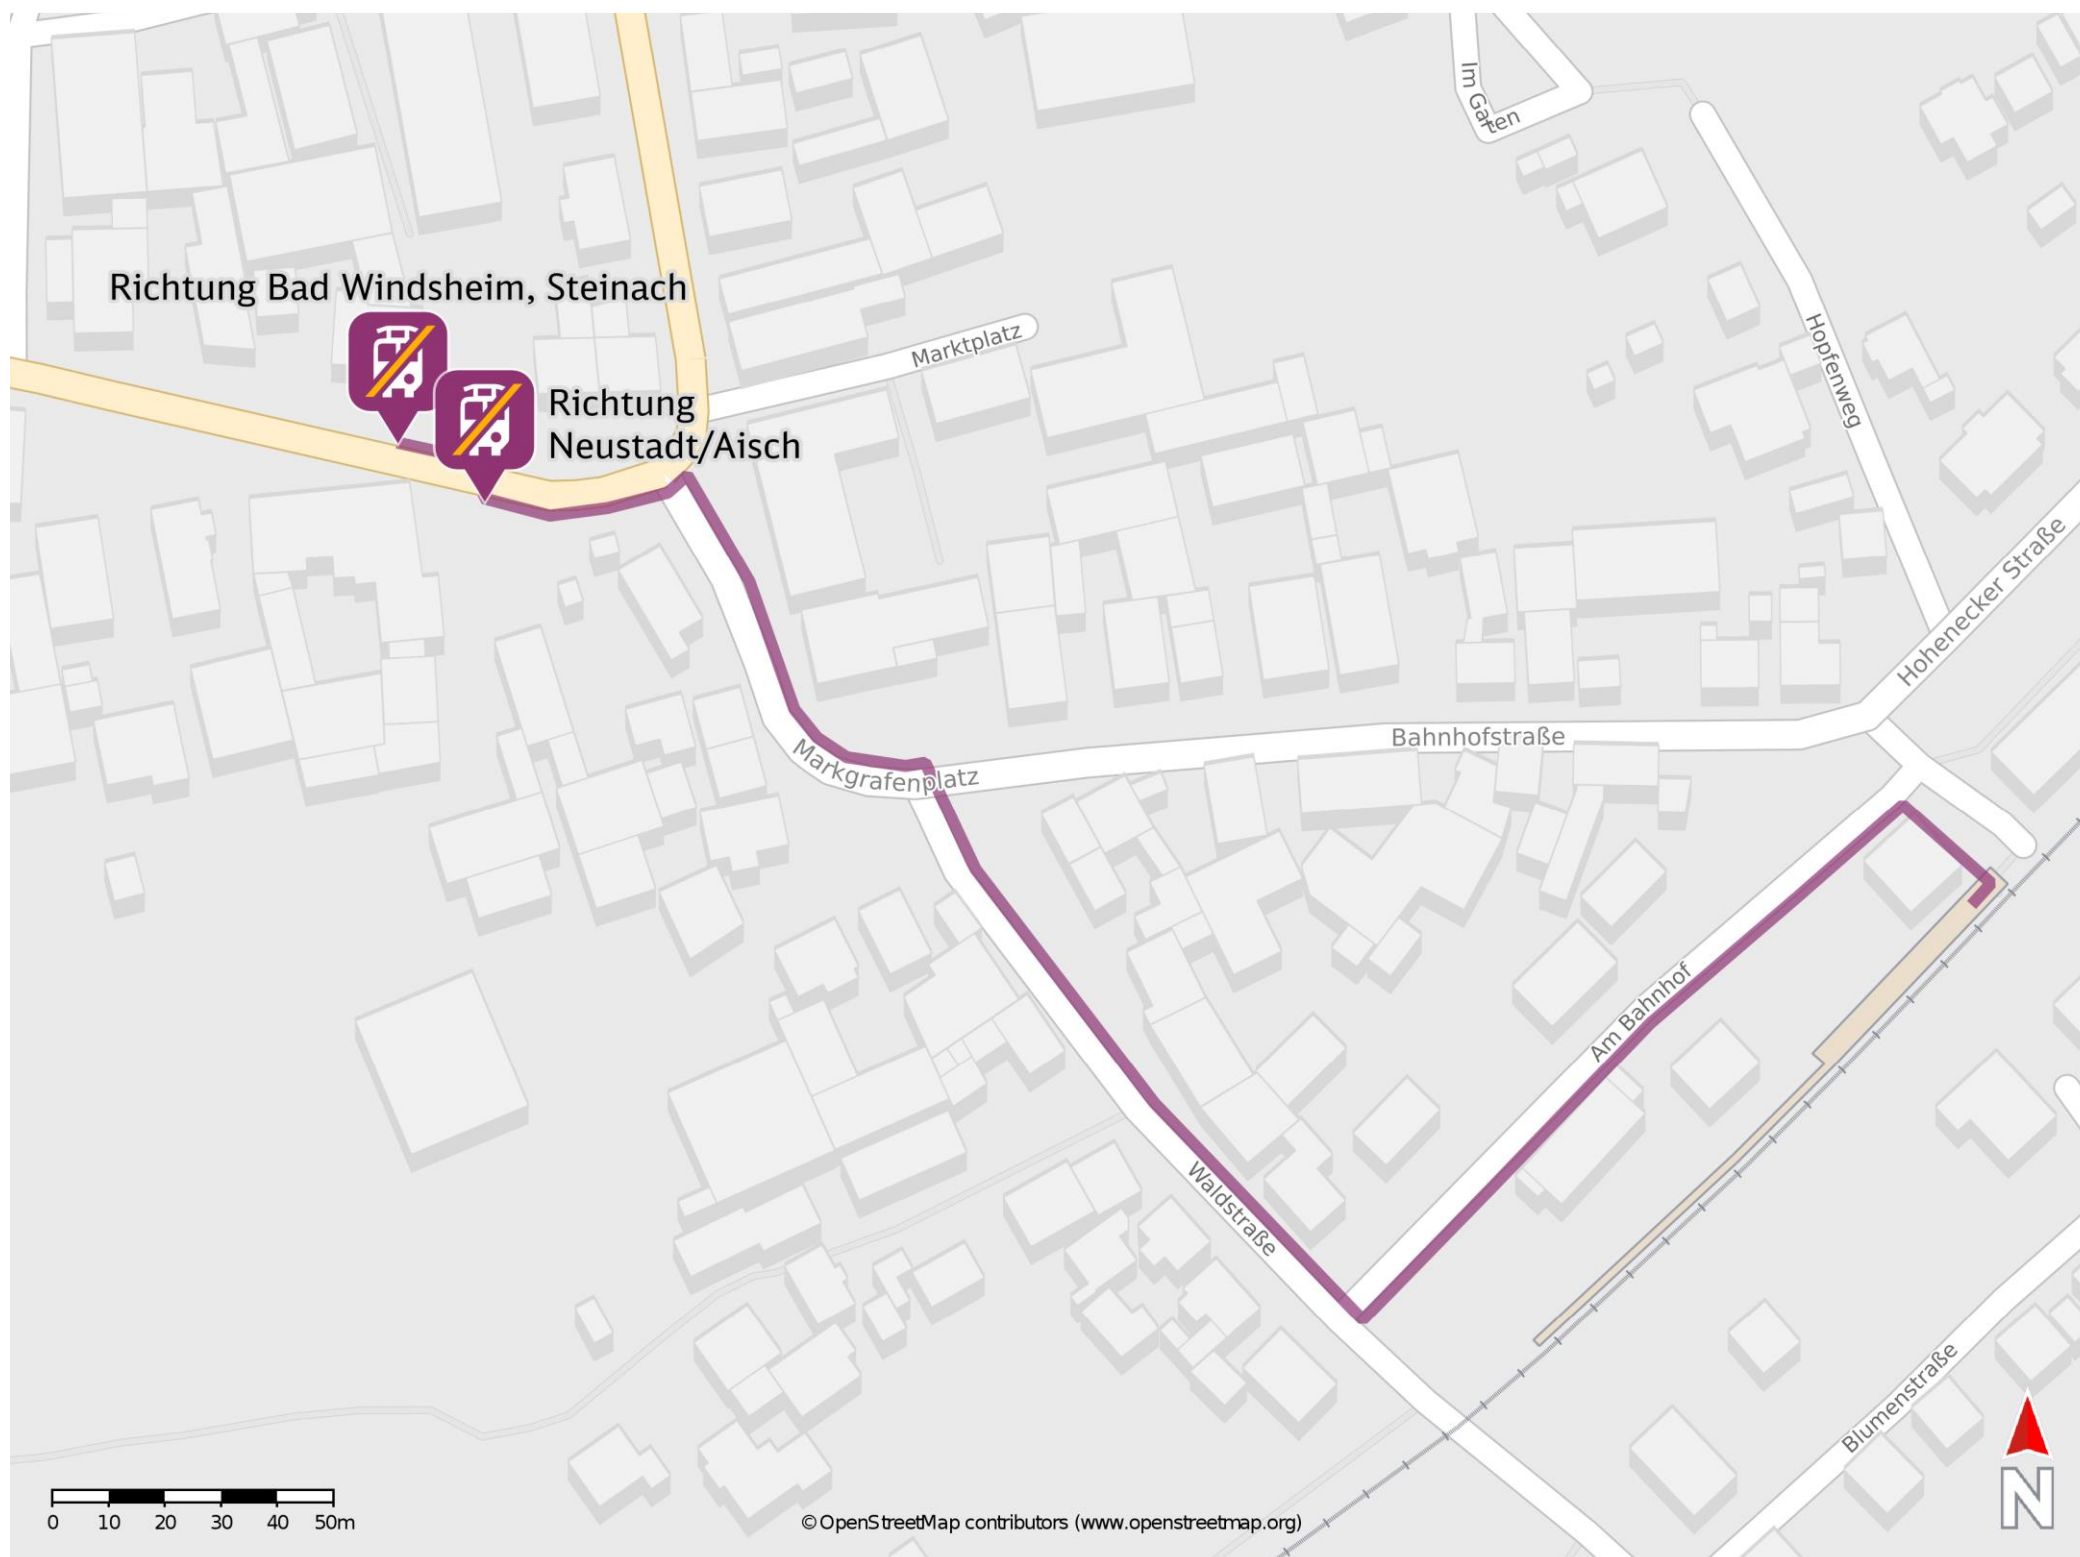 Im Garten
Richtung Bad Windsheim, Steinach
Marktplatz
Hopfenweg
Richtung
Neustadt/Aisch
Hohenecker Straße
Bahnhofstraße
Markgrafenplatz
Am Bahnhof
Waldstraße
Blumenstraße
N
0 10 20 30 40 50m
© OpenStreetMap contributors (www.openstreetmap.org)